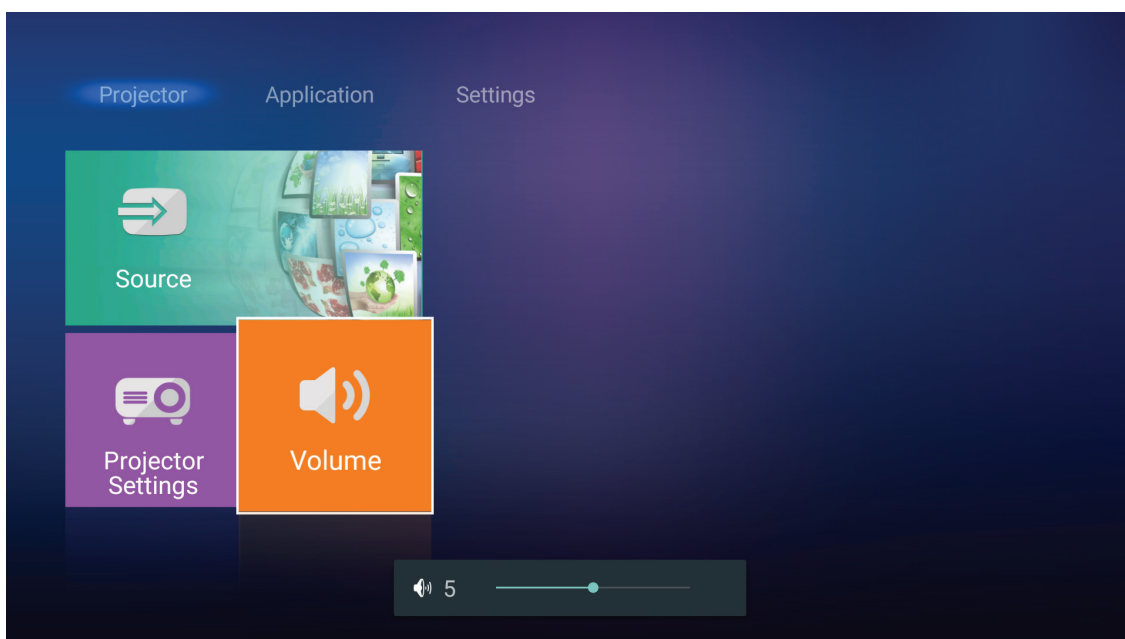 Projector Application Settings
Source
Projector
Settings
Volume
5